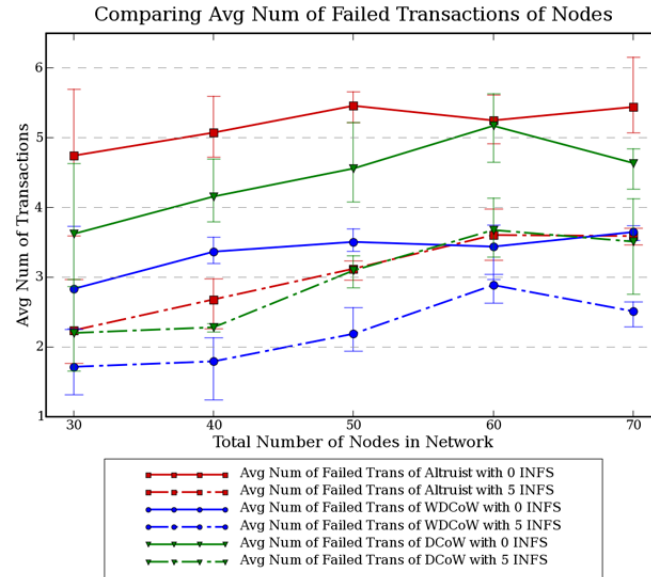 Comparing Avg Num of Failed Transactions of Nodes
Avg Num of Transactions
6
5
4
3
2
1
30 40 50 60 70
Total Number of Nodes in Network
Avg Num of Failed Trans of Altruist with 0 INFS
Avg Num of Failed Trans of Altruist with 5 INFS
Avg Num of Failed Trans of WDCoW with 0 INFS
Avg Num of Failed Trans of WDCoW with 5 INFS
Avg Num of Failed Trans of DCoW with 0 INFS
Avg Num of Failed Trans of DCoW with 5 INFS